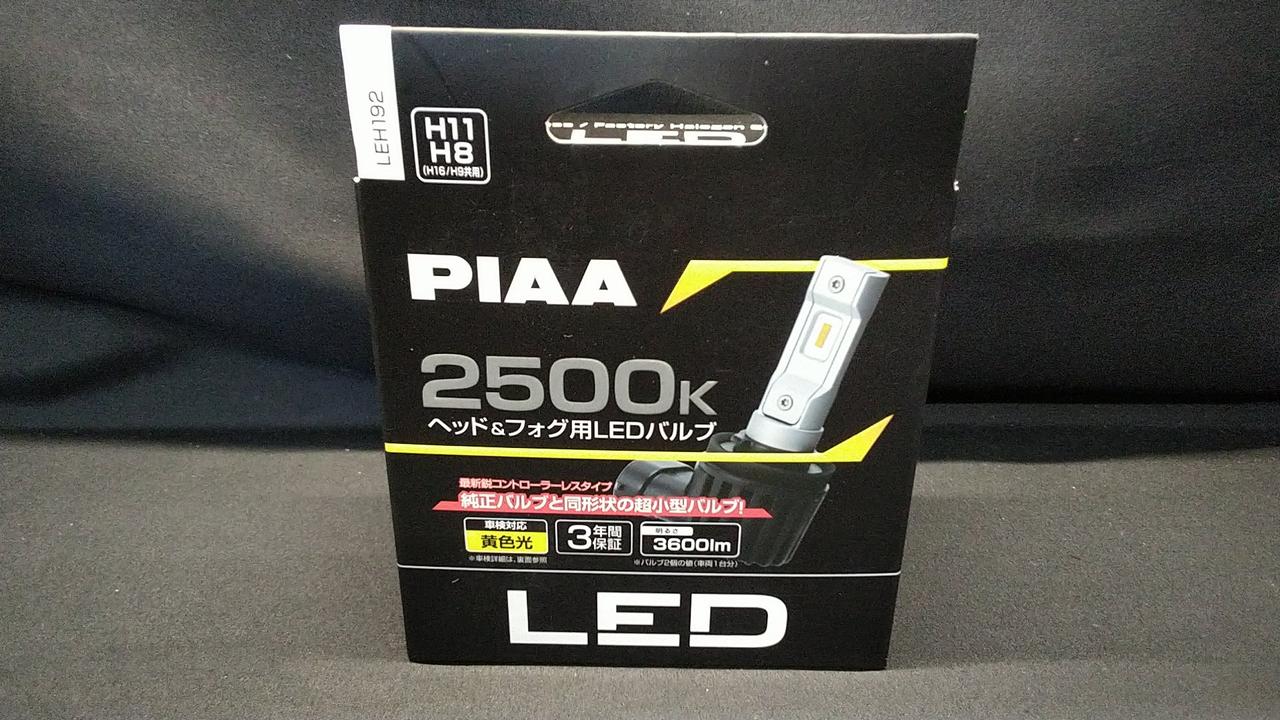 LEH192
H11
H8
(H16/H9共用)
Factory Halogen
LED
PIAA
2500K
ヘッド&フォグ用LEDバルブ
最新鋭コントローラーレスタイプ
純正バルブと同形状の超小型バルブ!
車検対応
黄色光
※車検詳細は、裏面参照
3年間
保証
明るさ
3600lm
※バルブ2個の値(車両1台分)
LED